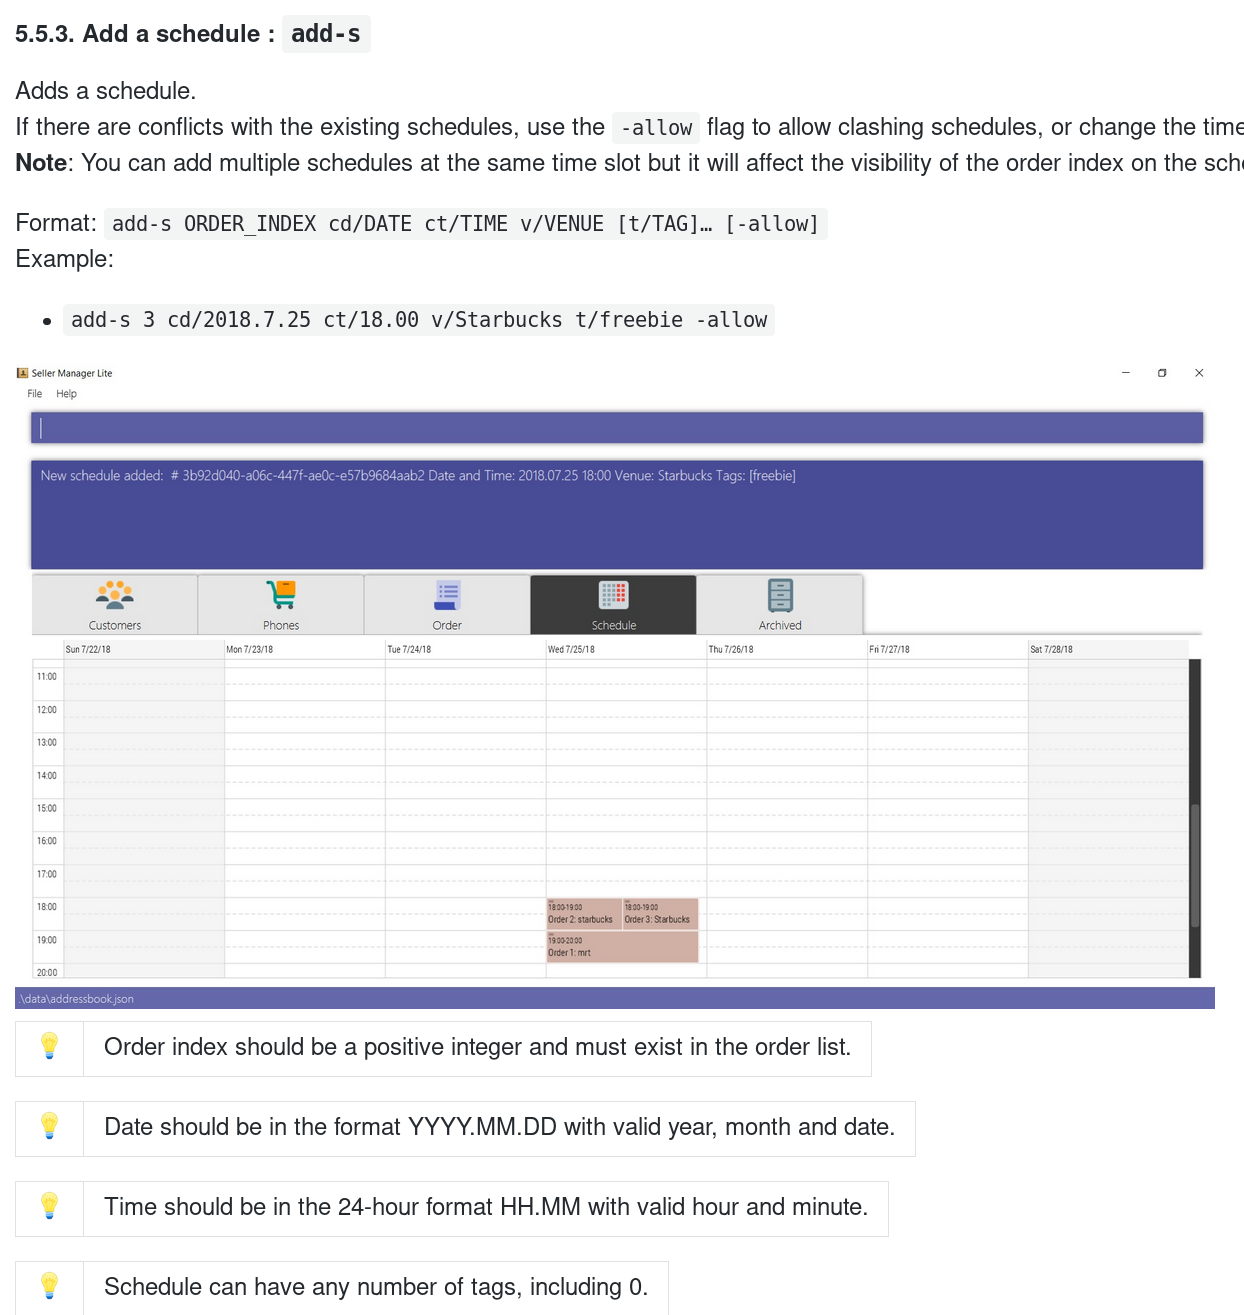 5.5.3. Add a schedule : add-s
Adds a schedule.
If there are conflicts with the existing schedules, use the -allow flag to allow clashing schedules, or change the time
Note: You can add multiple schedules at the same time slot but it will affect the visibility of the order index on the
Format: add-s ORDER_INDEX cd/DATE ct/TIME v/VENUE [t/TAG]… [-allow]
Example:
• add-s 3 cd/2018.7.25 ct/18.00 v/Starbucks t/freebie -allow
Seller Manager Lite
File Help
New schedule added: # 3b92d040-a06c-447f-ae0c-e57b9684aab2 Date and Time: 2018.07.25 18:00 Venue: Starbucks Tags: [freebie]
Customers Phones Order Schedule Archived
Sun 7/22/18 Mon 7/23/18 Tue 7/24/18 Wed 7/25/18 Thu 7/26/18 Fri 7/27/18 Sat 7/28/18
11:00
12:00
13:00
14:00
15:00
16:00
17:00
18:00 18:00-19:00 18:00-19:00
Order 2: starbucks Order 3: Starbucks
19:00 19:00-20:00
Order 1: mrt
20:00
.\data\addressbook.json
Order index should be a positive integer and must exist in the order list.
Date should be in the format YYYY.MM.DD with valid year, month and date.
Time should be in the 24-hour format HH.MM with valid hour and minute.
Schedule can have any number of tags, including 0.